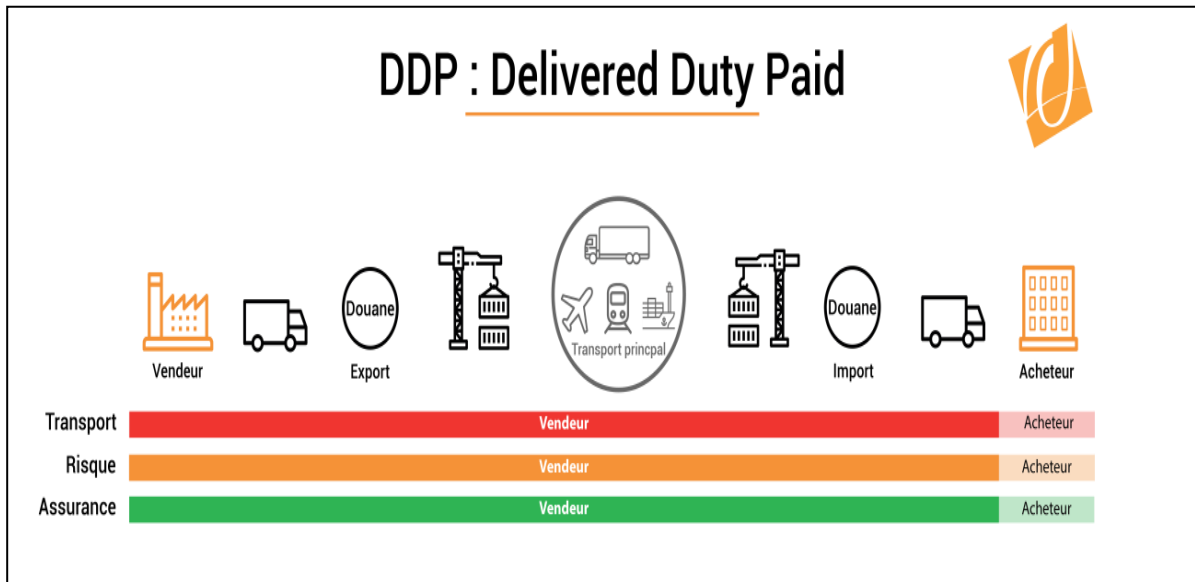 DDP : Delivered Duty Paid
Douane
Douane
Transport princpal
Vendeur
Export
Import
Acheteur
Transport
Vendeur
Acheteur
Risque
Vendeur
Acheteur
Assurance
Vendeur
Acheteur